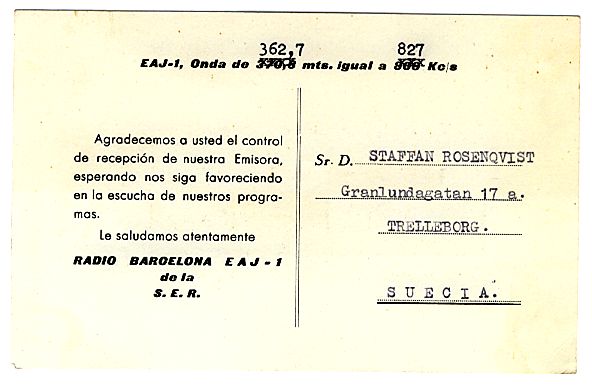 362,7 827
EAJ-1, Onda de 370,8 mts. igual a 800 Kc/s
Agradecemos a usted el control
de recepción de nuestra Emisora,
esperando nos siga favoreciendo
en la escucha de nuestros progra-
mas.
Le saludamos atentamente
RADIO BARCELONA EAJ-1
de la
S. E. R.
Sr. D. STAFFAN ROSENQVIST
Granlundagatan 17 a.
TRELLEBORG.
S U E C I A.